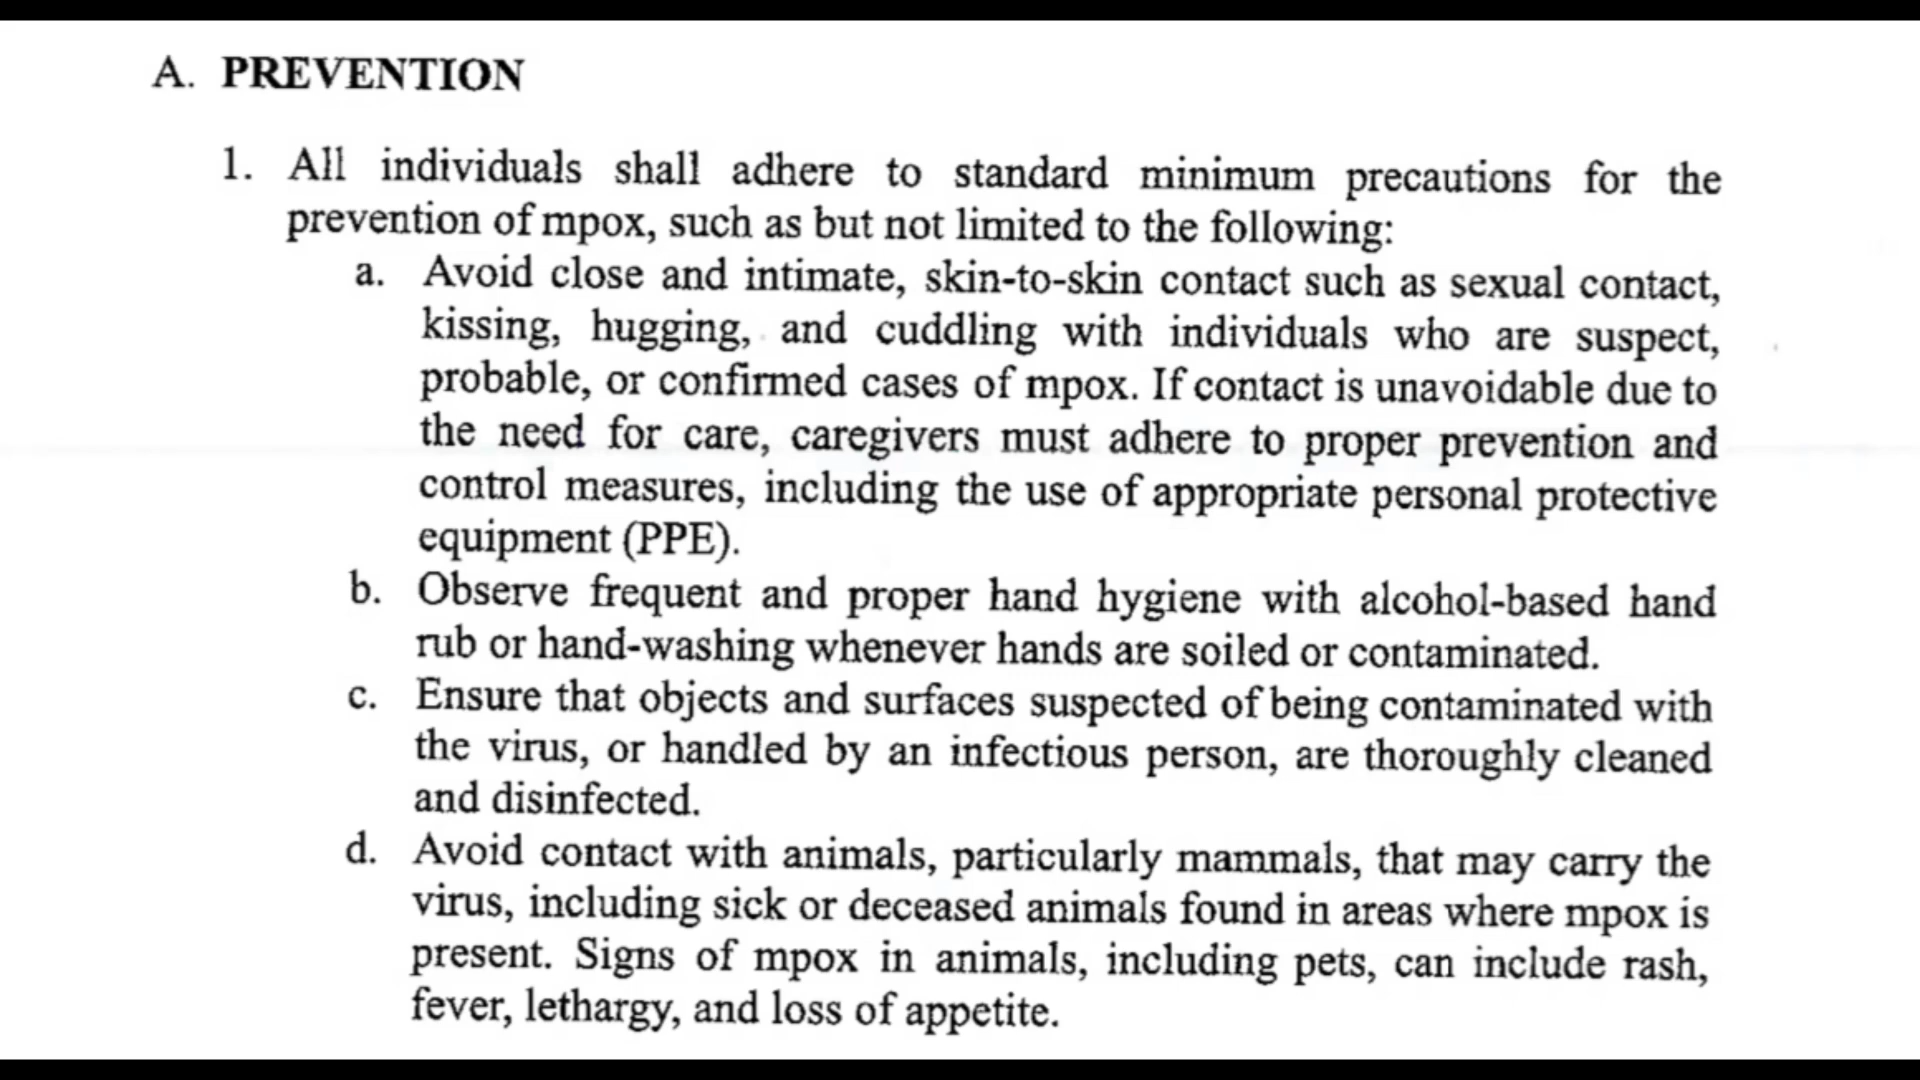 A. PREVENTION
1. All individuals shall adhere to standard minimum precautions for the
prevention of mpox, such as but not limited to the following:
a. Avoid close and intimate, skin-to-skin contact such as sexual contact,
kissing, hugging, and cuddling with individuals who are suspect,
probable, or confirmed cases of mpox. If contact is unavoidable due to
the need for care, caregivers must adhere to proper prevention and
control measures, including the use of appropriate personal protective
equipment (PPE).
b. Observe frequent and proper hand hygiene with alcohol-based hand
rub or hand-washing whenever hands are soiled or contaminated.
c. Ensure that objects and surfaces suspected of being contaminated with
the virus, or handled by an infectious person, are thoroughly cleaned
and disinfected.
d. Avoid contact with animals, particularly mammals, that may carry the
virus, including sick or deceased animals found in areas where mpox is
present. Signs of mpox in animals, including pets, can include rash,
fever, lethargy, and loss of appetite.